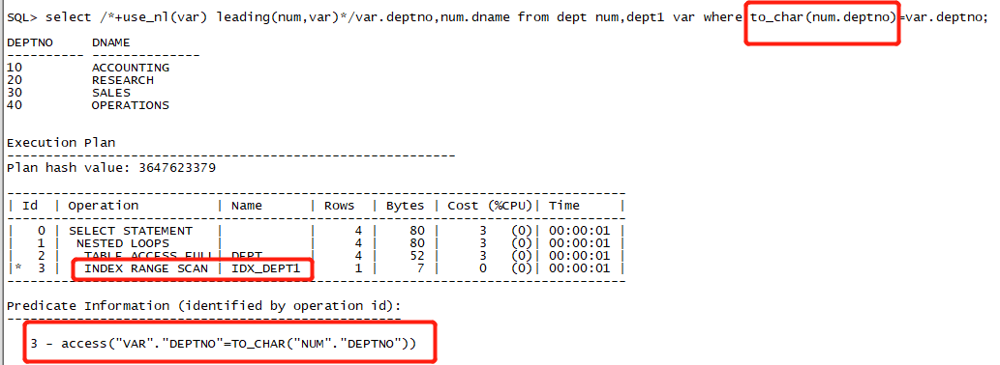 SQL> select /*+use_nl(var) leading(num,var)*/var.deptno,num.dname from dept num,dept1 var where to_char(num.deptno)=var.deptno;
DEPTNO     DNAME
---------- --------------
10         ACCOUNTING
20         RESEARCH
30         SALES
40         OPERATIONS
Execution Plan
----------------------------------------------------------
Plan hash value: 3647623379
--------------------------------------------------------------------------------
| Id  | Operation          | Name      | Rows  | Bytes | Cost (%CPU)| Time     |
--------------------------------------------------------------------------------
|   0 | SELECT STATEMENT   |           |     4 |    80 |     3   (0)| 00:00:01 |
|   1 |  NESTED LOOPS      |           |     4 |    80 |     3   (0)| 00:00:01 |
|   2 |   TABLE ACCESS FULL| DEPT      |     4 |    52 |     3   (0)| 00:00:01 |
|*  3 |   INDEX RANGE SCAN | IDX_DEPT1 |     1 |     7 |     0   (0)| 00:00:01 |
--------------------------------------------------------------------------------
Predicate Information (identified by operation id):
---------------------------------------------------
3 - access("VAR"."DEPTNO"=TO_CHAR("NUM"."DEPTNO"))